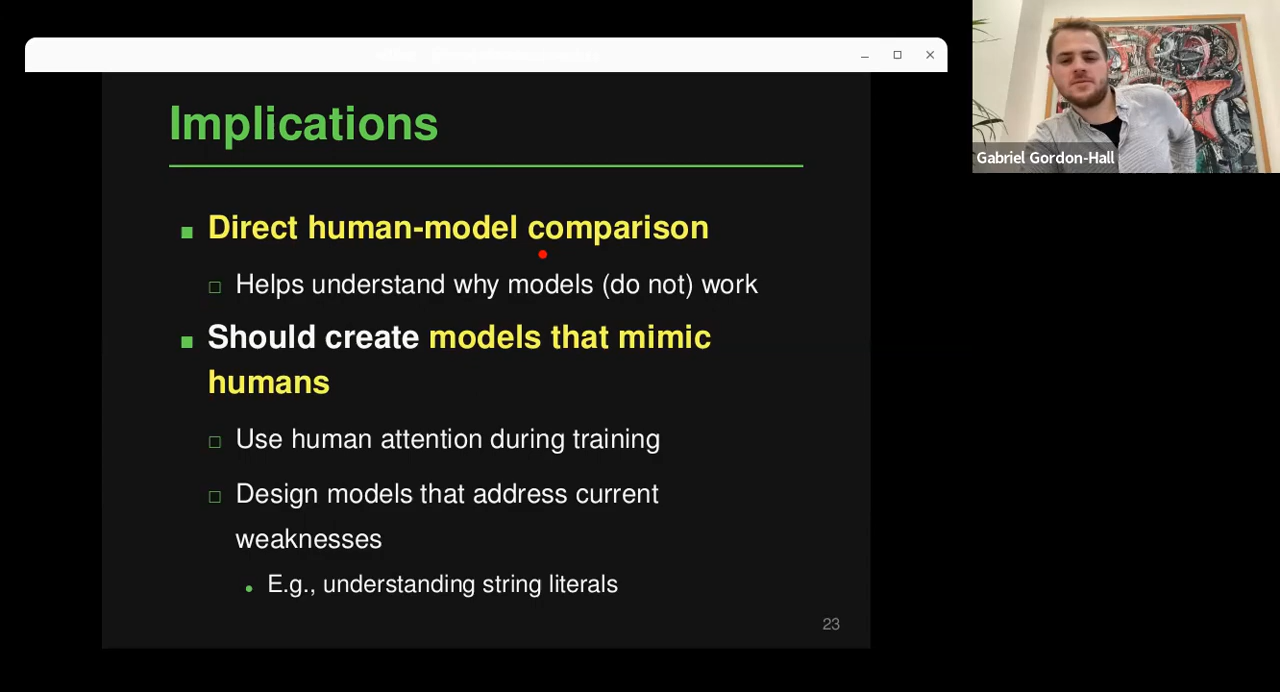 Implications
Direct human-model comparison
Helps understand why models (do not) work
Should create models that mimic
humans
Use human attention during training
Design models that address current
weaknesses
E.g., understanding string literals
23
Gabriel Gordon-Hall